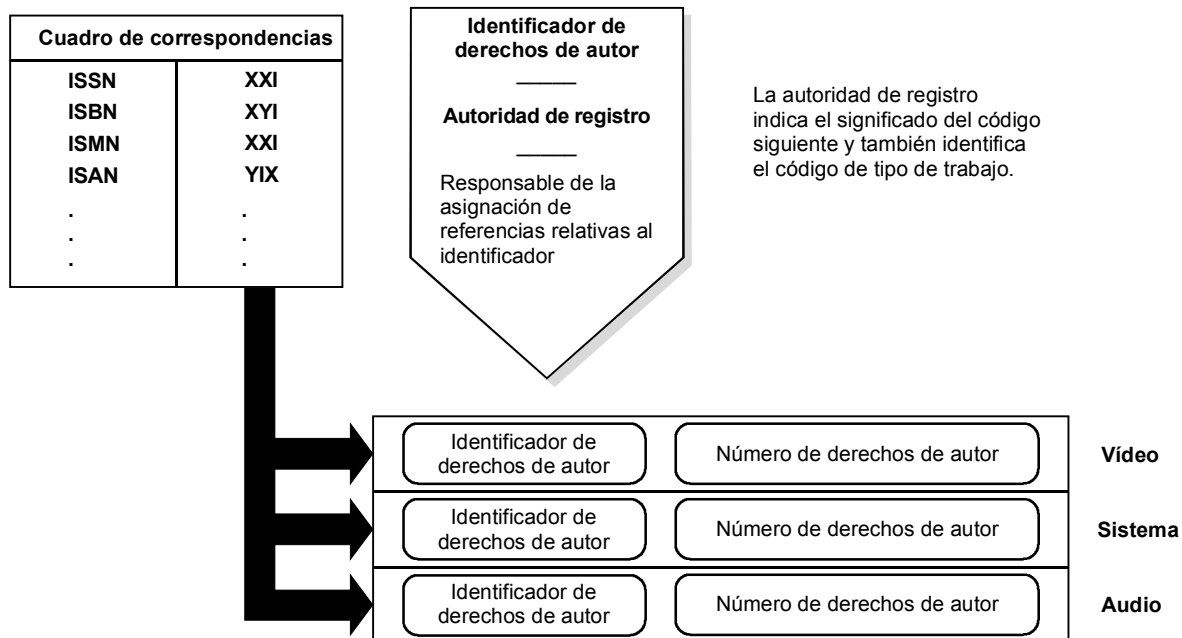 Cuadro de correspondencias
ISSN XXI
ISBN XYI
ISMN XXI
ISAN YIX
. .
. .
. .
Identificador de
derechos de autor
Autoridad de registro
Responsable de la
asignación de
referencias relativas al
identificador
La autoridad de registro
indica el significado del código
siguiente y también identifica
el código de tipo de trabajo.
Identificador de
derechos de autor
Número de derechos de autor
Vídeo
Identificador de
derechos de autor
Número de derechos de autor
Sistema
Identificador de
derechos de autor
Número de derechos de autor
Audio